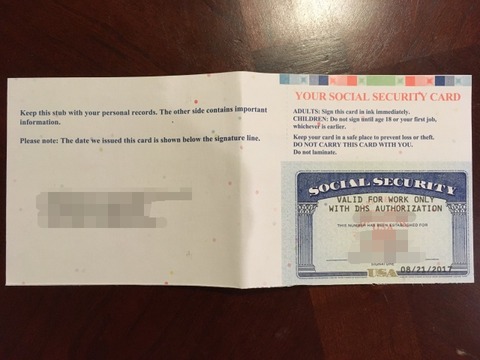 Keep this stub with your personal records. The other side contains important
information.
Please note: The date we issued this card is shown below the signature line.
YOUR SOCIAL SECURITY CARD
ADULTS: Sign this card in ink immediately.
CHILDREN: Do not sign until age 18 or your first job,
whichever is earlier.
Keep your card in a safe place to prevent loss or theft.
DO NOT CARRY THIS CARD WITH YOU.
Do not laminate.
SOCIAL SECURITY
VALID FOR WORK ONLY
WITH DHS AUTHORIZATION
THIS NUMBER HAS BEEN ESTABLISHED FOR
SIGNATURE
USA
08/21/2017